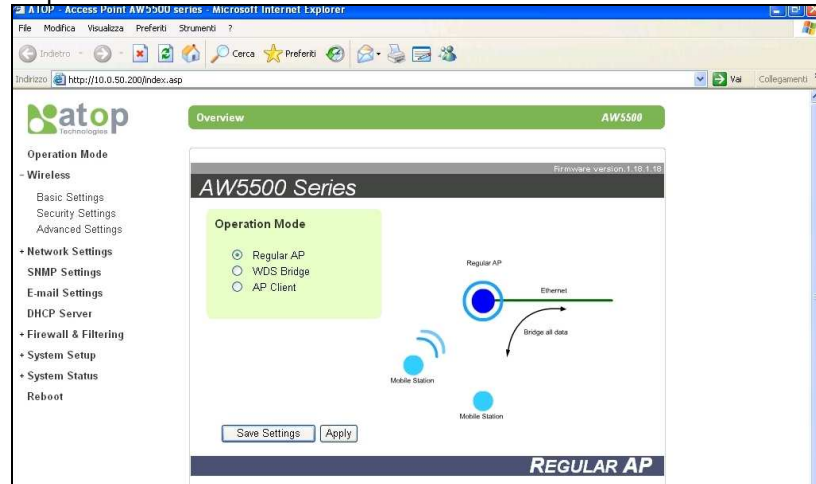 ATOP - Access Point AW5500 series - Microsoft Internet Explorer
File Modifica Visualizza Preferiti Strumenti ?
Indietro Cerca Preferiti
Indirizzo http://10.0.50.200/index.asp Vai Collegamenti
atop
Technologies
Overview AW5500
Operation Mode
- Wireless
Basic Settings
Security Settings
Advanced Settings
+ Network Settings
SNMP Settings
E-mail Settings
DHCP Server
+ Firewall & Filtering
+ System Setup
+ System Status
Reboot
Firmware version.1.18.1.18
AW5500 Series
Operation Mode
Regular AP
WDS Bridge
AP Client
Regular AP
Ethernet
Bridge all data
Mobile Station
Mobile Station
Save Settings Apply
REGULAR AP